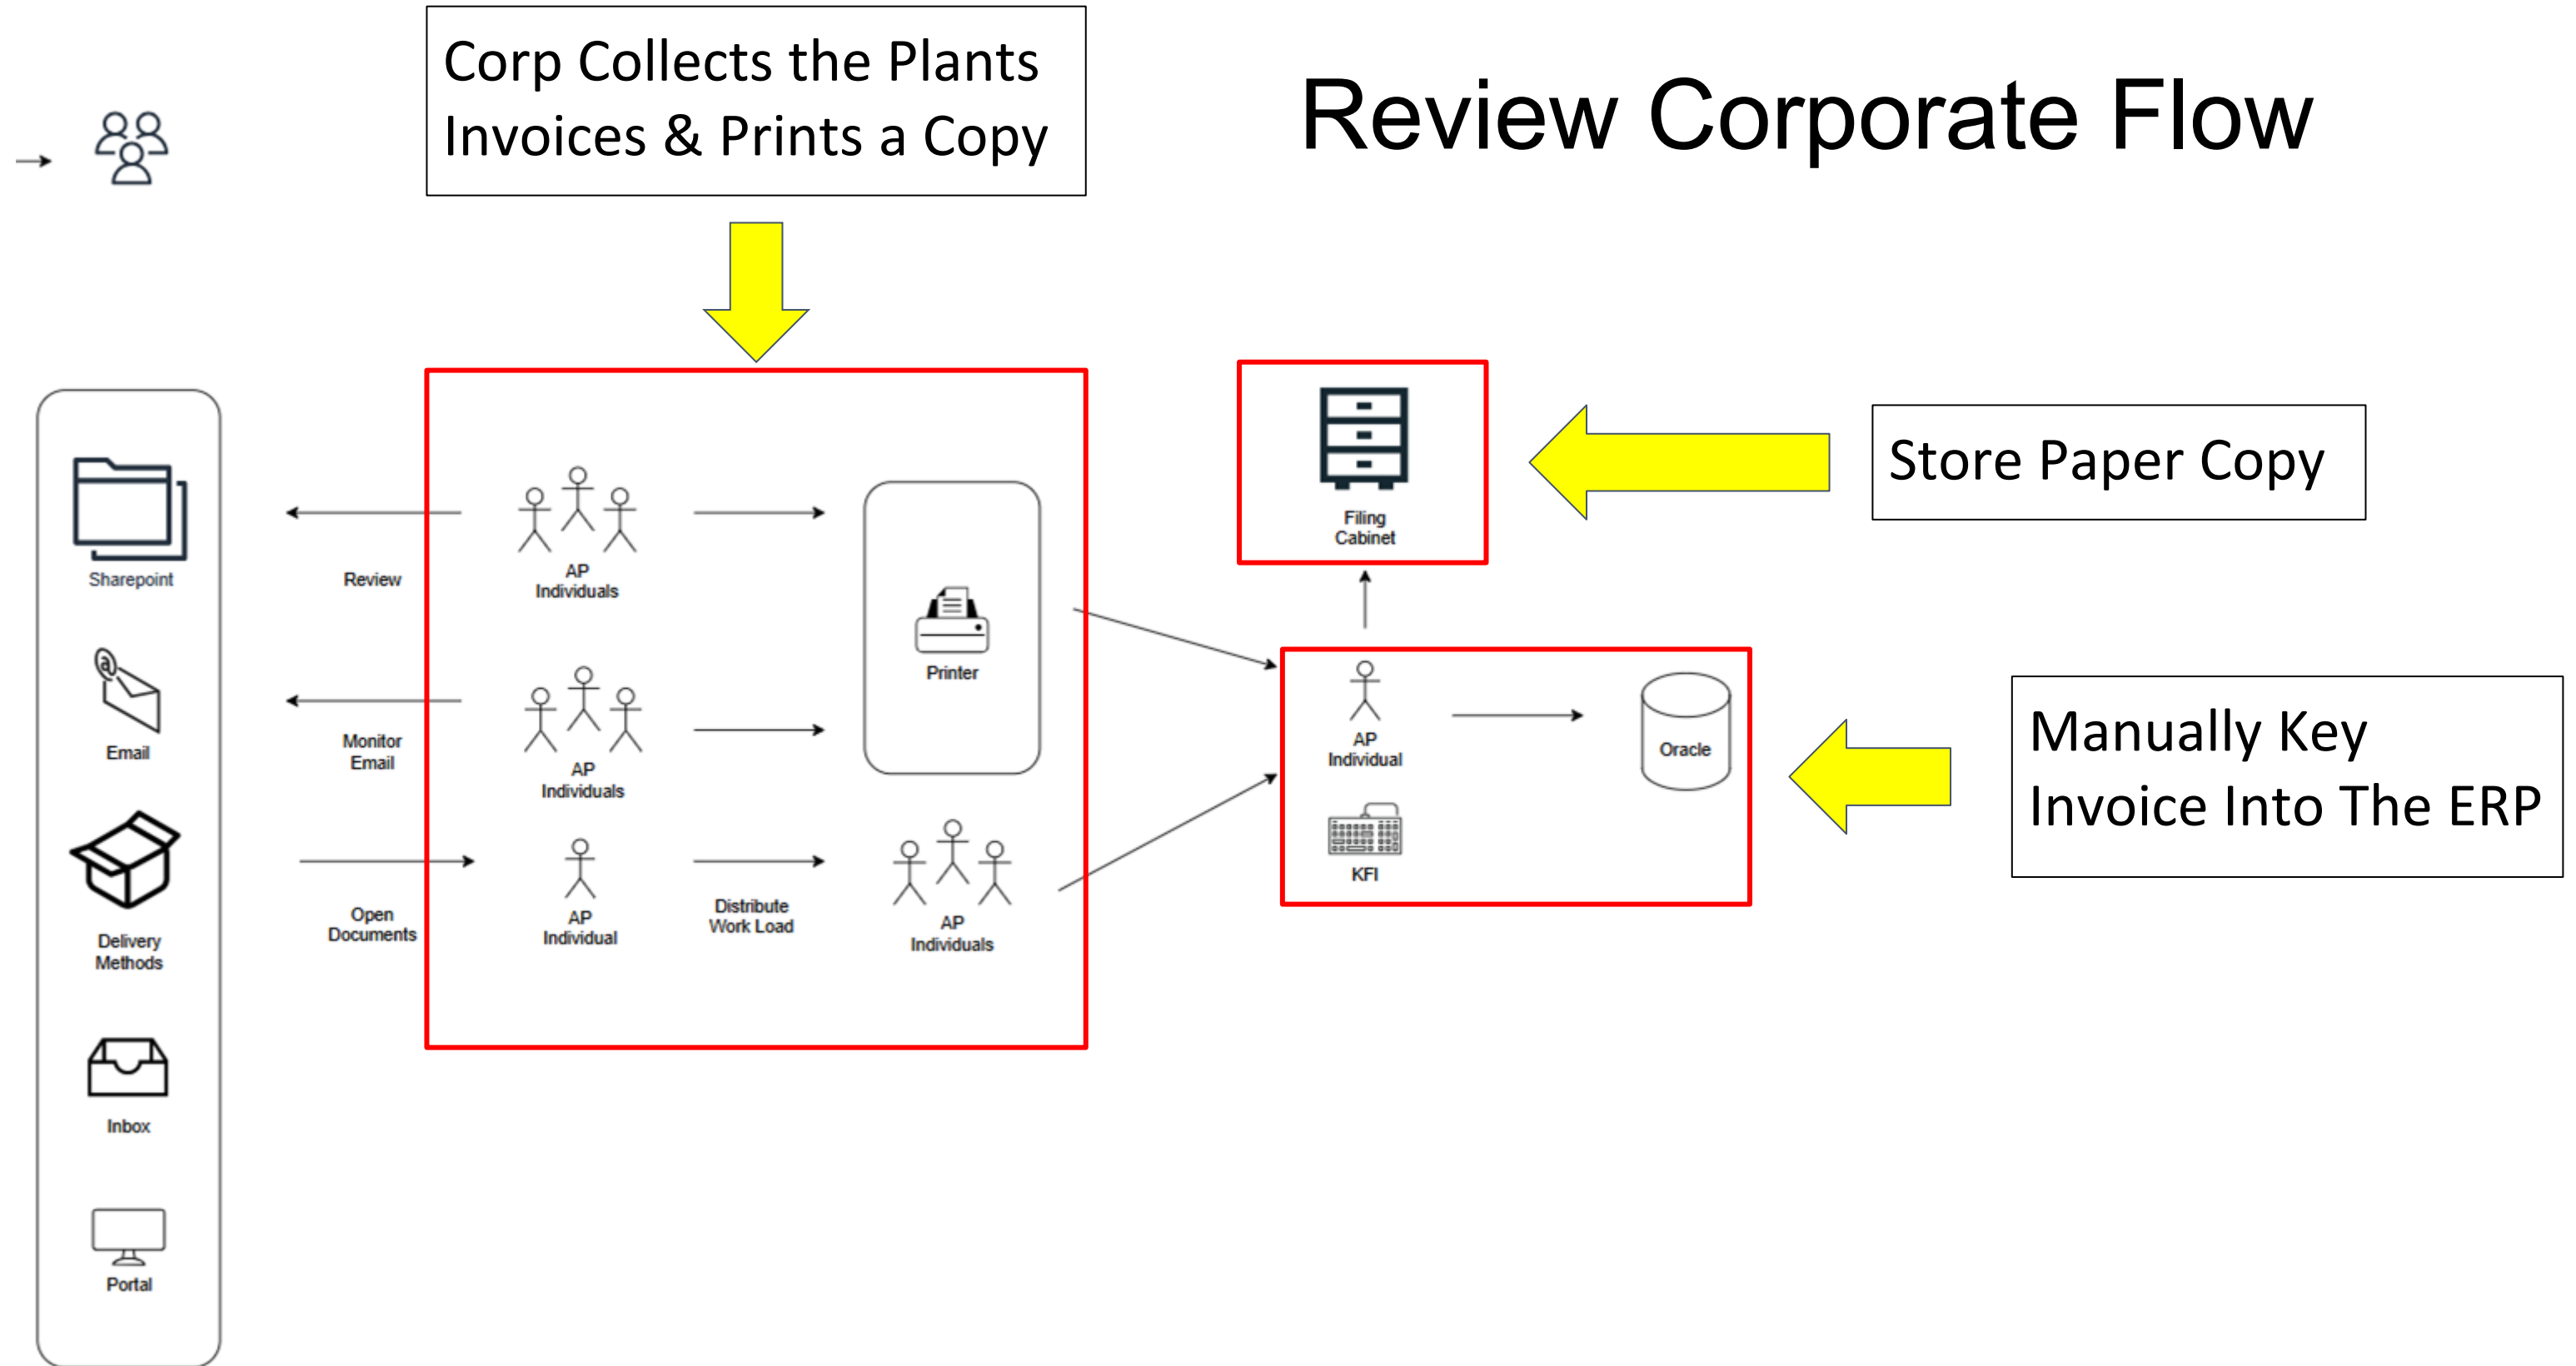 Corp Collects the Plants
Invoices & Prints a Copy
Review Corporate Flow
Sharepoint
Email
Delivery
Methods
Inbox
Portal
Review
Monitor
Email
Open
Documents
AP
Individuals
AP
Individuals
AP
Individual
Distribute
Work Load
Printer
AP
Individuals
Filing
Cabinet
Store Paper Copy
AP
Individual
KFI
Oracle
Manually Key
Invoice Into The ERP